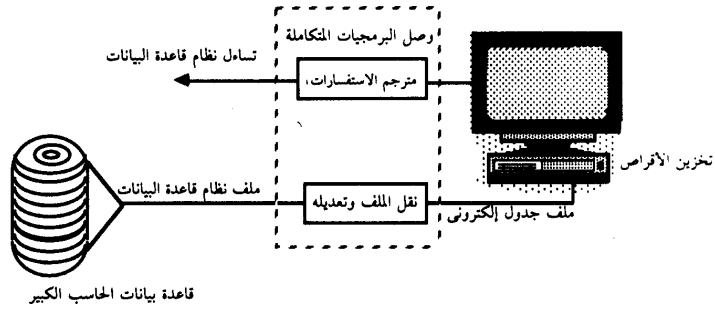 وصل البرمجيات المتكاملة
تساءل نظام قاعدة البيانات
مترجم الاستفسارات،
تخزين الأقراص
ملف نظام قاعدة البيانات
نقل الملف وتعديله
ملف جدول إلكترونى
قاعدة بيانات الحاسب الكبير